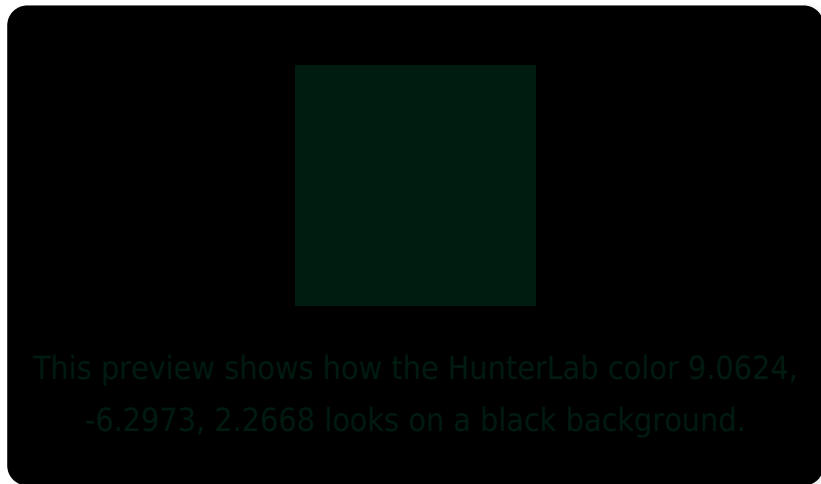 This preview shows how the HunterLab color 9.0624,
-6.2973, 2.2668 looks on a black background.